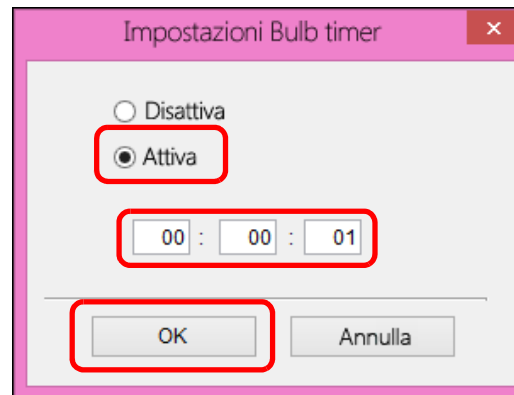 Impostazioni Bulb timer
Disattiva
Attiva
00 : 00 : 01
OK Annulla